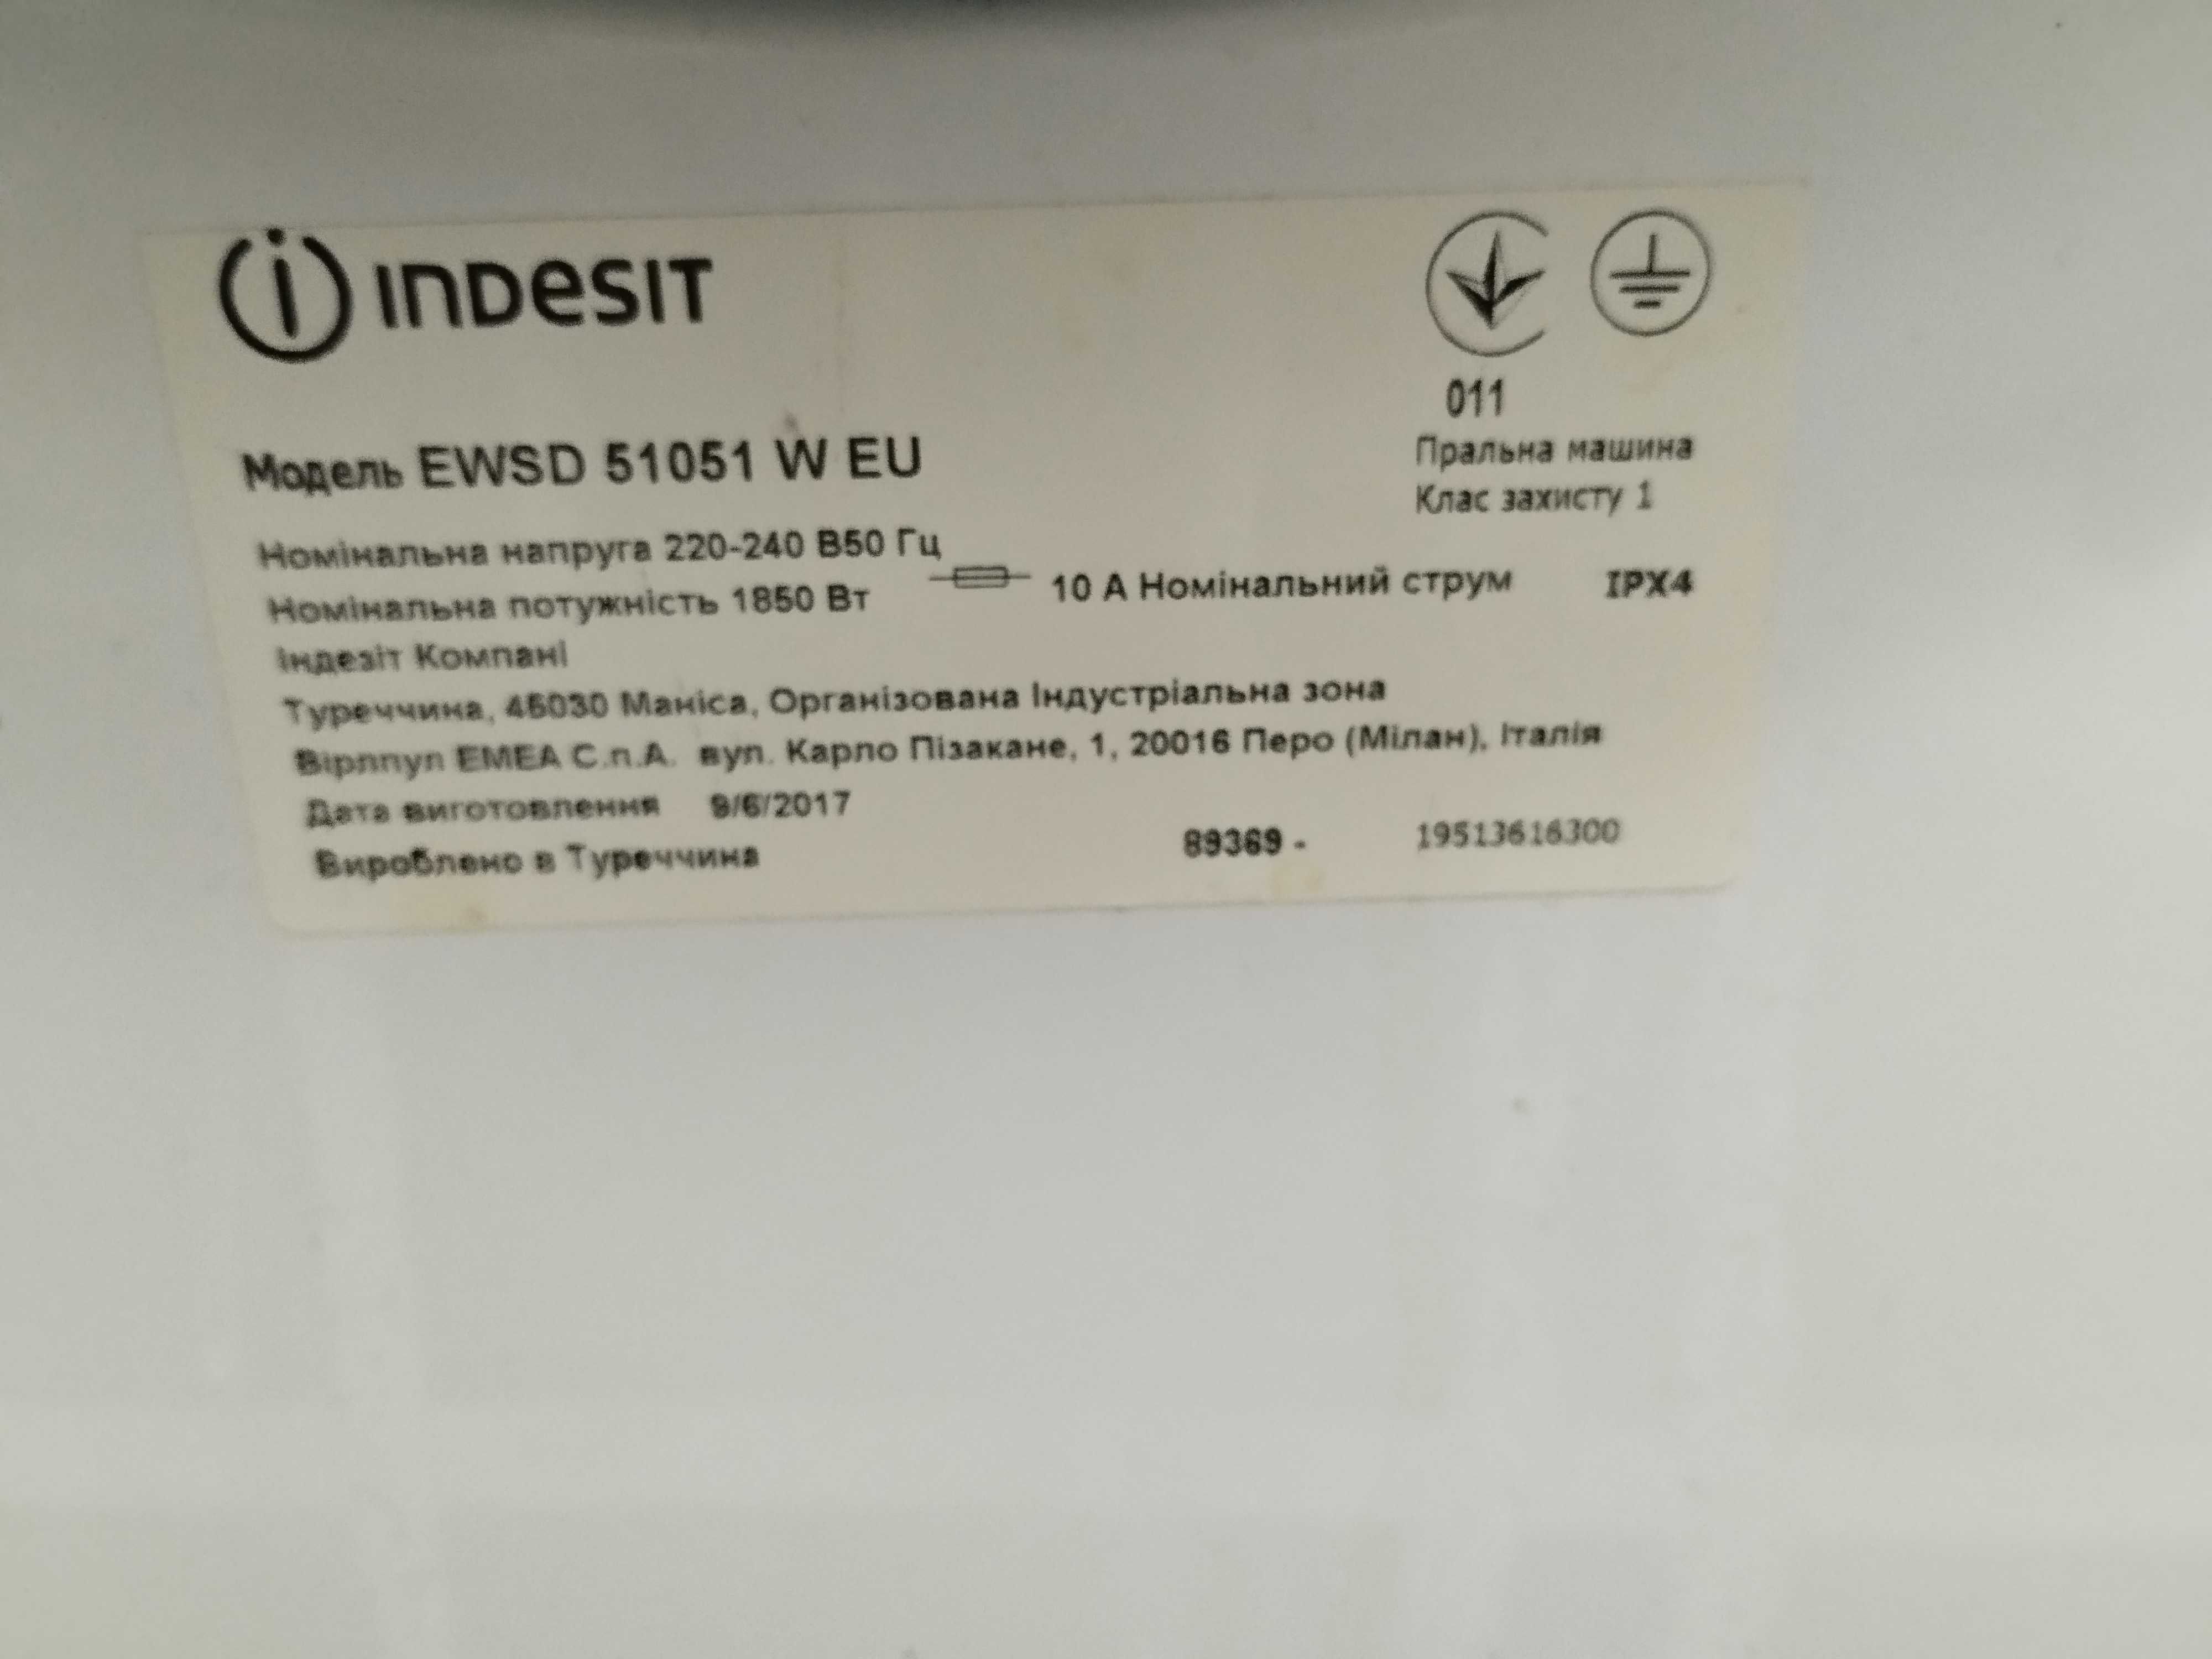 INDESIT
011
Модель EWSD 51051 W EU
Пральна машина
Клас захисту 1
Номінальна напруга 220-240 В50 Гц
Номінальна потужність 1850 Вт
10 А Номінальний струм IPX4
Індезіт Компані
Туреччина, 45030 Маніса, Організована Індустріальна зона
Вірлпул EMEA С.п.А. вул. Карло Пізакане, 1, 20016 Перо (Мілан), Італія
Дата виготовлення 9/6/2017
Вироблено в Туреччина
89369 - 19513616300